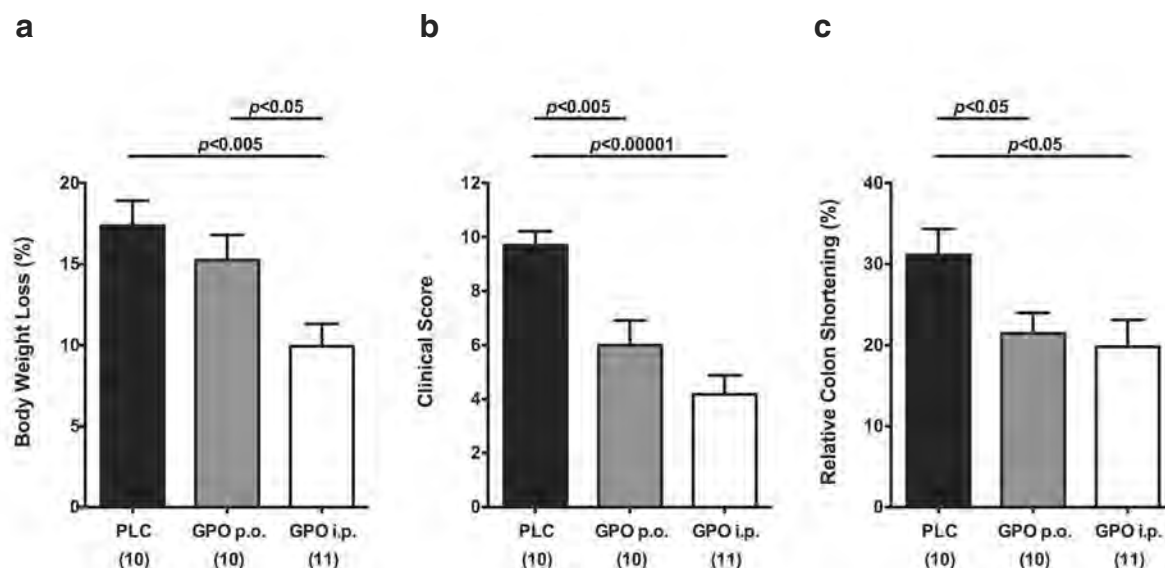 a
b
c
p<0.05
p<0.005
Body Weight Loss (%)
20
15
10
5
0
PLC
GPO p.o.
GPO i.p.
(10)
(10)
(11)
p<0.005
p<0.00001
Clinical Score
12
10
8
6
4
2
0
PLC
GPO p.o.
GPO i.p.
(10)
(10)
(11)
p<0.05
p<0.05
Relative Colon Shortening (%)
40
30
20
10
0
PLC
GPO p.o.
GPO i.p.
(10)
(10)
(11)